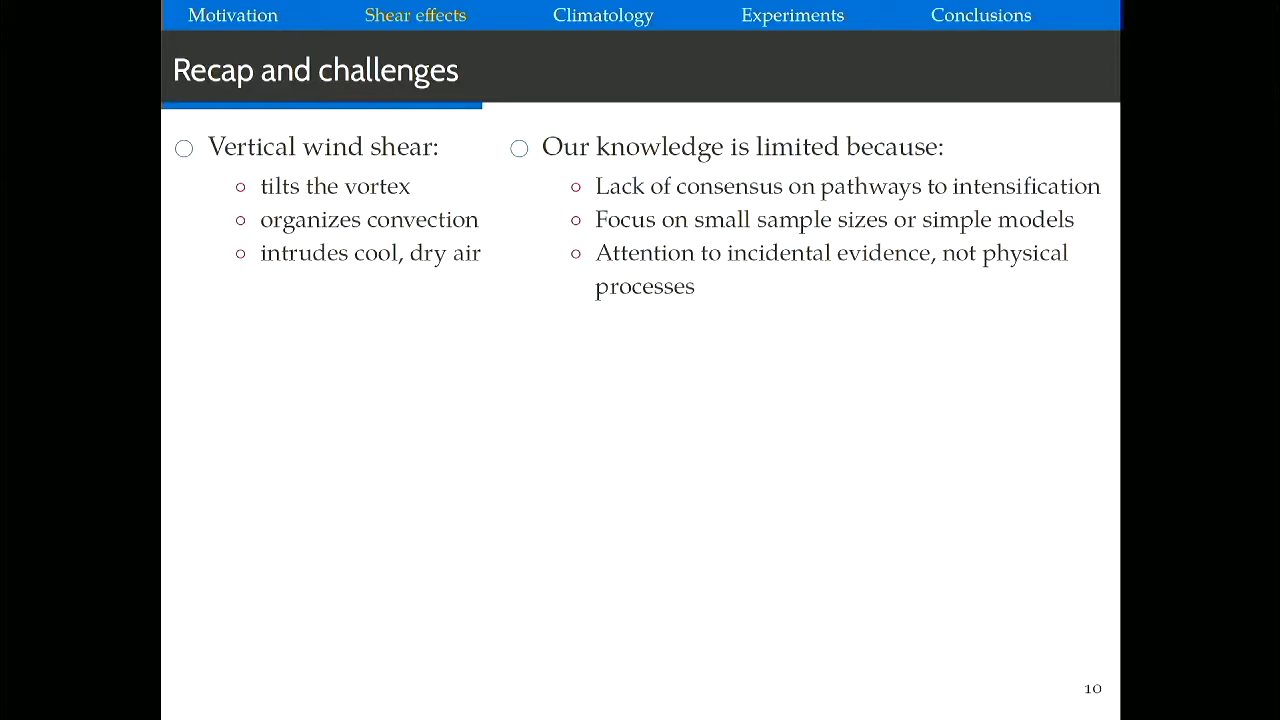 Motivation Shear effects Climatology Experiments Conclusions
Recap and challenges
Vertical wind shear:
tilts the vortex
organizes convection
intrudes cool, dry air
Our knowledge is limited because:
Lack of consensus on pathways to intensification
Focus on small sample sizes or simple models
Attention to incidental evidence, not physical
processes
10